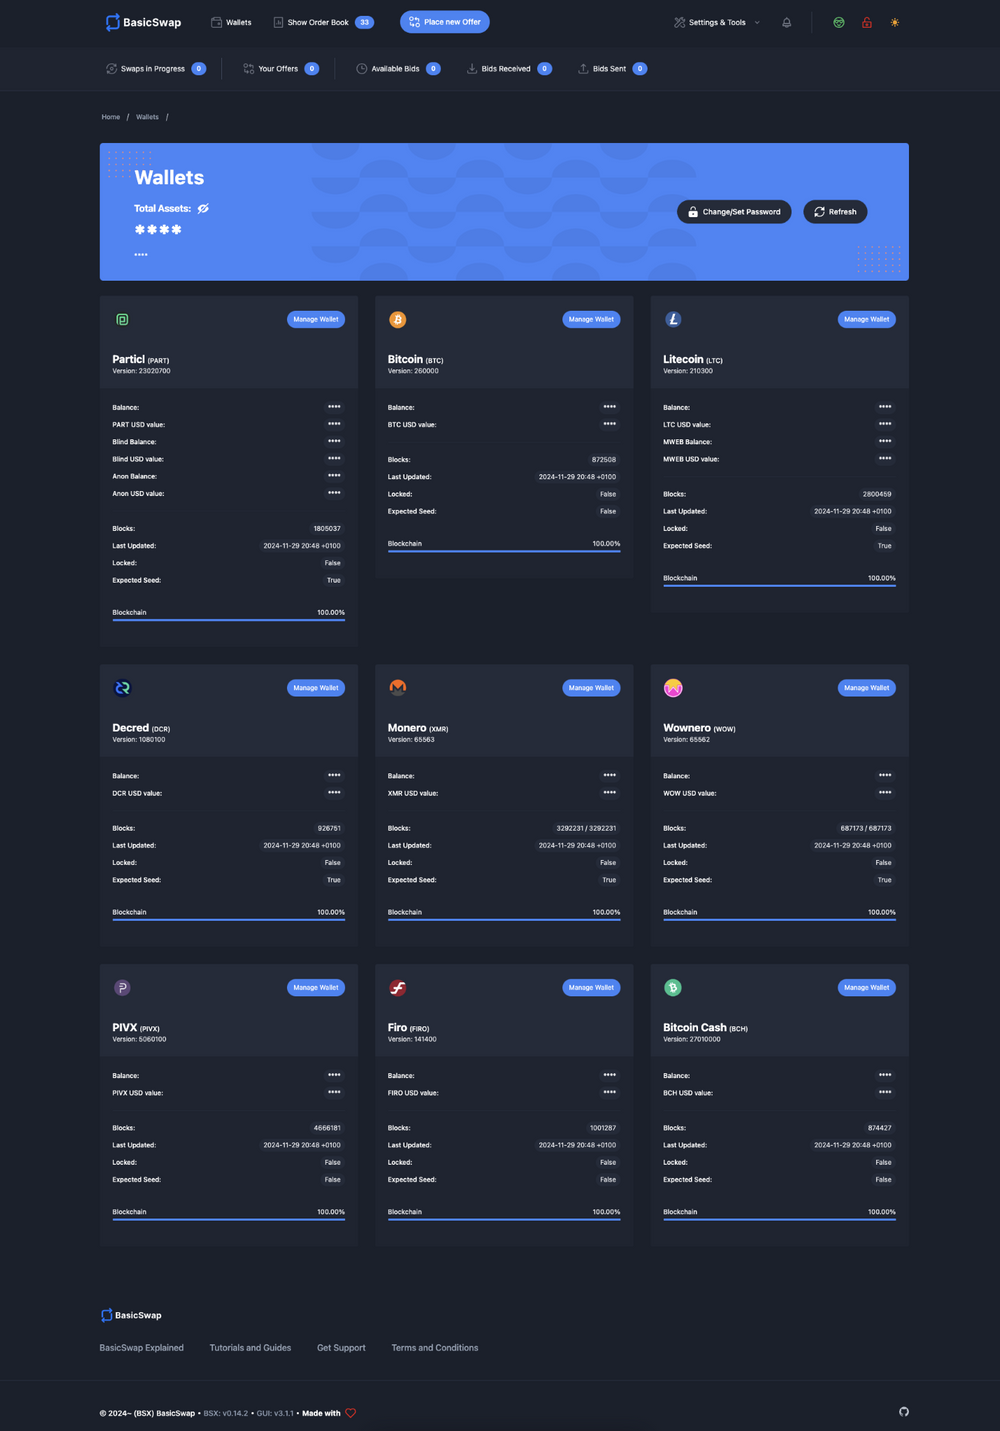 BasicSwap Wallets Show Order Book 33 Place new Offer Settings & Tools
Swaps in Progress 0 Your Offers 0 Available Bids 0 Bids Received 0 Bids Sent 0
Home / Wallets /
Wallets
Total Assets:
****
****
Change/Set Password Refresh
Manage Wallet
Particl (PART)
Version: 23020700
Balance: ****
PART USD value: ****
Blind Balance: ****
Blind USD value: ****
Anon Balance: ****
Anon USD value: ****
Blocks: 1805037
Last Updated: 2024-11-29 20:48 +0100
Locked: False
Expected Seed: True
Blockchain 100.00%
Manage Wallet
Bitcoin (BTC)
Version: 260000
Balance: ****
BTC USD value: ****
Blocks: 872508
Last Updated: 2024-11-29 20:48 +0100
Locked: False
Expected Seed: False
Blockchain 100.00%
Manage Wallet
Litecoin (LTC)
Version: 210300
Balance: ****
LTC USD value: ****
MWEB Balance: ****
MWEB USD value: ****
Blocks: 2800459
Last Updated: 2024-11-29 20:48 +0100
Locked: False
Expected Seed: True
Blockchain 100.00%
Manage Wallet
Decred (DCR)
Version: 1080100
Balance: ****
DCR USD value: ****
Blocks: 926751
Last Updated: 2024-11-29 20:48 +0100
Locked: False
Expected Seed: True
Blockchain 100.00%
Manage Wallet
Monero (XMR)
Version: 65563
Balance: ****
XMR USD value: ****
Blocks: 3292231 / 3292231
Last Updated: 2024-11-29 20:48 +0100
Locked: False
Expected Seed: True
Blockchain 100.00%
Manage Wallet
Wownero (WOW)
Version: 65562
Balance: ****
WOW USD value: ****
Blocks: 687173 / 687173
Last Updated: 2024-11-29 20:48 +0100
Locked: False
Expected Seed: True
Blockchain 100.00%
Manage Wallet
PIVX (PIVX)
Version: 5060100
Balance: ****
PIVX USD value: ****
Blocks: 4666181
Last Updated: 2024-11-29 20:48 +0100
Locked: False
Expected Seed: False
Blockchain 100.00%
Manage Wallet
Firo (FIRO)
Version: 141400
Balance: ****
FIRO USD value: ****
Blocks: 1001287
Last Updated: 2024-11-29 20:48 +0100
Locked: False
Expected Seed: False
Blockchain 100.00%
Manage Wallet
Bitcoin Cash (BCH)
Version: 27010000
Balance: ****
BCH USD value: ****
Blocks: 874427
Last Updated: 2024-11-29 20:48 +0100
Locked: False
Expected Seed: False
Blockchain 100.00%
BasicSwap
BasicSwap Explained Tutorials and Guides Get Support Terms and Conditions
© 2024~ (BSX) BasicSwap • BSX: v0.14.2 • GUI: v3.1.1 • Made with